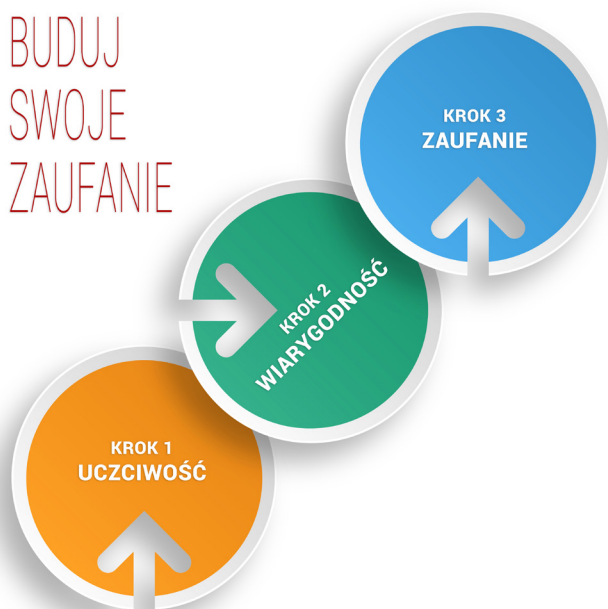 BUDUJ
SWOJE
ZAUFANIE
KROK 3
ZAUFANIE
KROK 2
WIARYGODNOŚĆ
KROK 1
UCZCIWOŚĆ